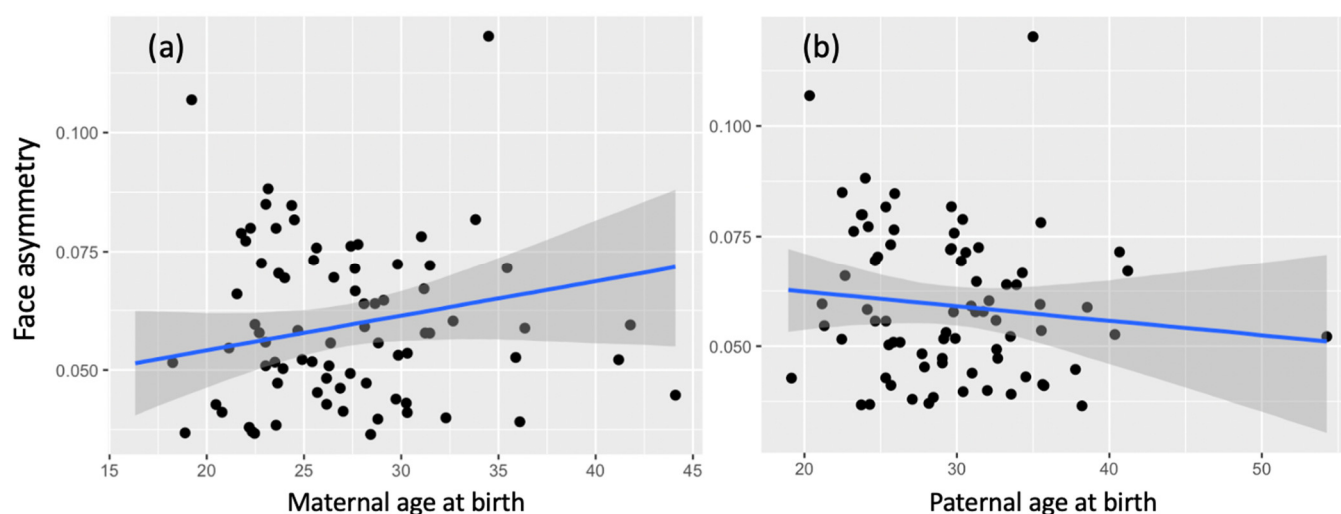 (a)
Face asymmetry
0.100
0.075
0.050
15 20 25 30 35 40 45
Maternal age at birth
(b)
0.100
0.075
0.050
20 30 40 50
Paternal age at birth